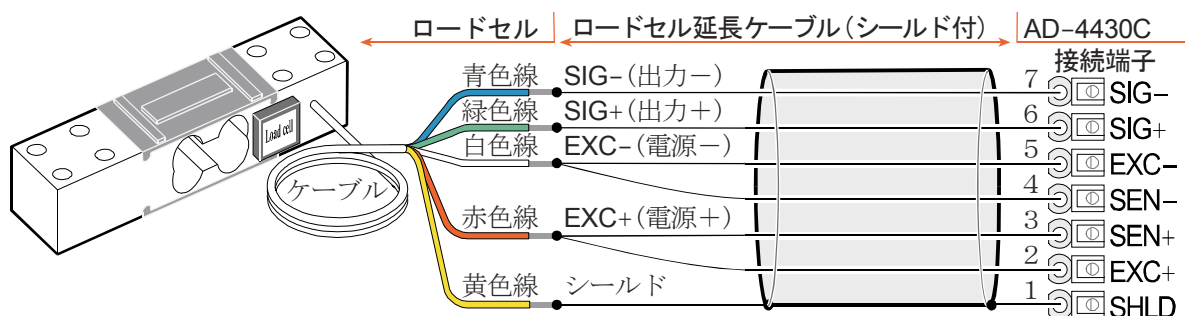 ロードセル
ロードセル延長ケーブル(シールド付)
AD-4430C
接続端子
青色線 SIG-(出力-) 7 SIG-
緑色線 SIG+(出力+) 6 SIG+
白色線 EXC-(電源-) 5 EXC-
4 SEN-
赤色線 EXC+(電源+) 3 SEN+
2 EXC+
黄色線 シールド 1 SHLD
Load cell
ケーブル